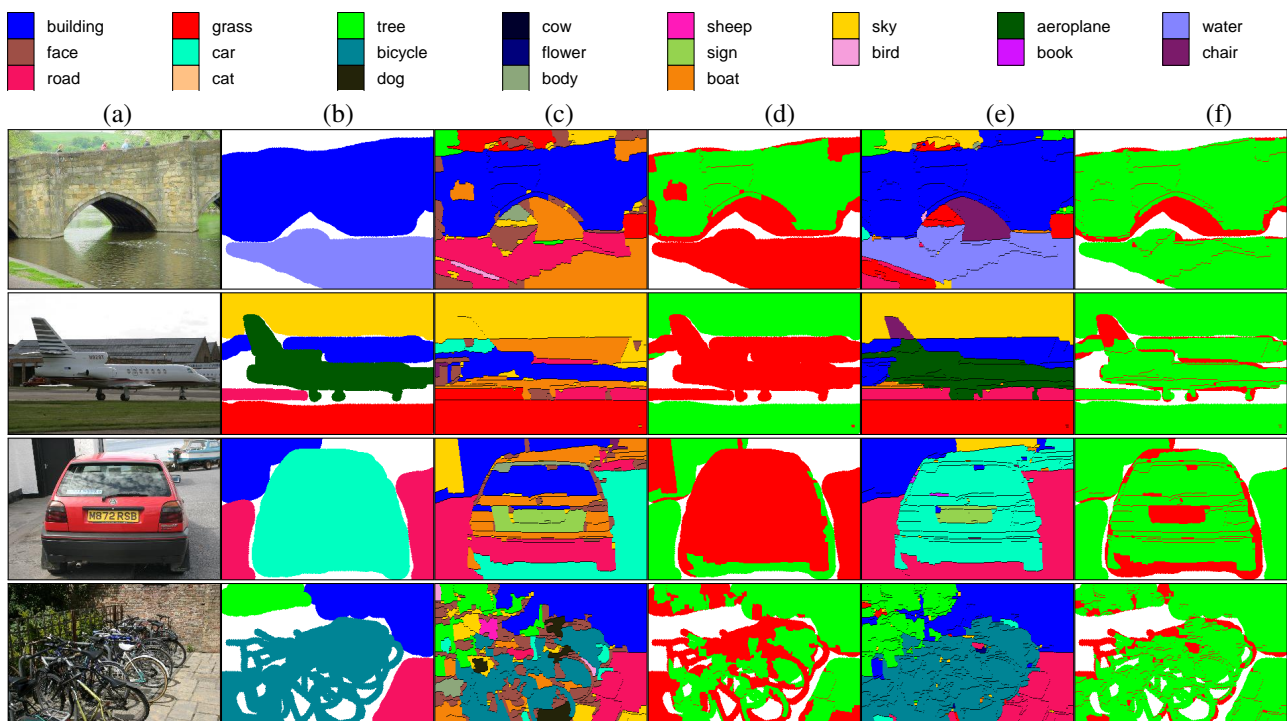 building grass tree cow sheep sky aeroplane water
face car bicycle flower sign bird book chair
road cat dog body boat
(a) (b) (c) (d) (e) (f)
M872 RSB